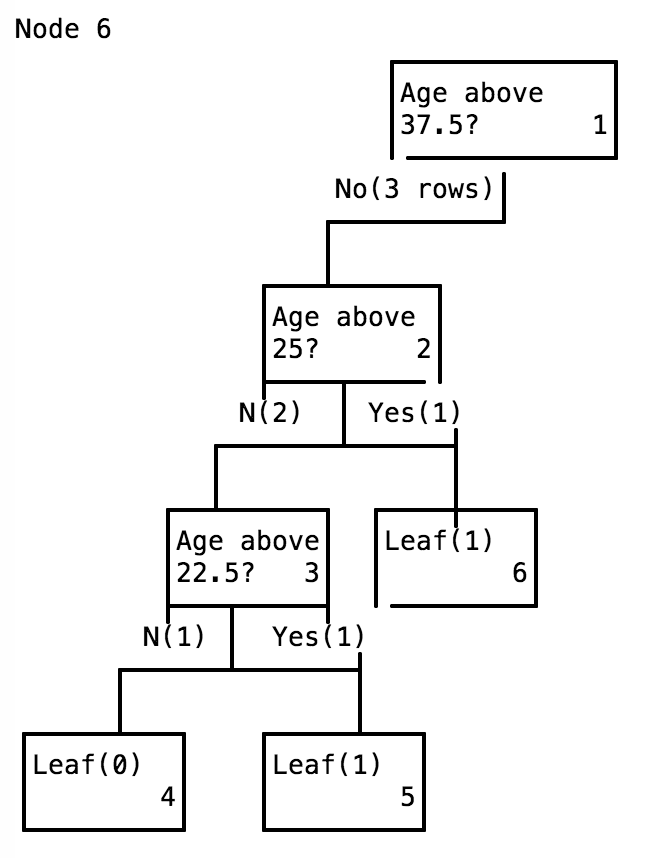 Node 6
Age above
37.5? 1
No(3 rows)
Age above
25? 2
N(2) Yes(1)
Age above
22.5? 3
Leaf(1)
6
N(1) Yes(1)
Leaf(0)
4
Leaf(1)
5